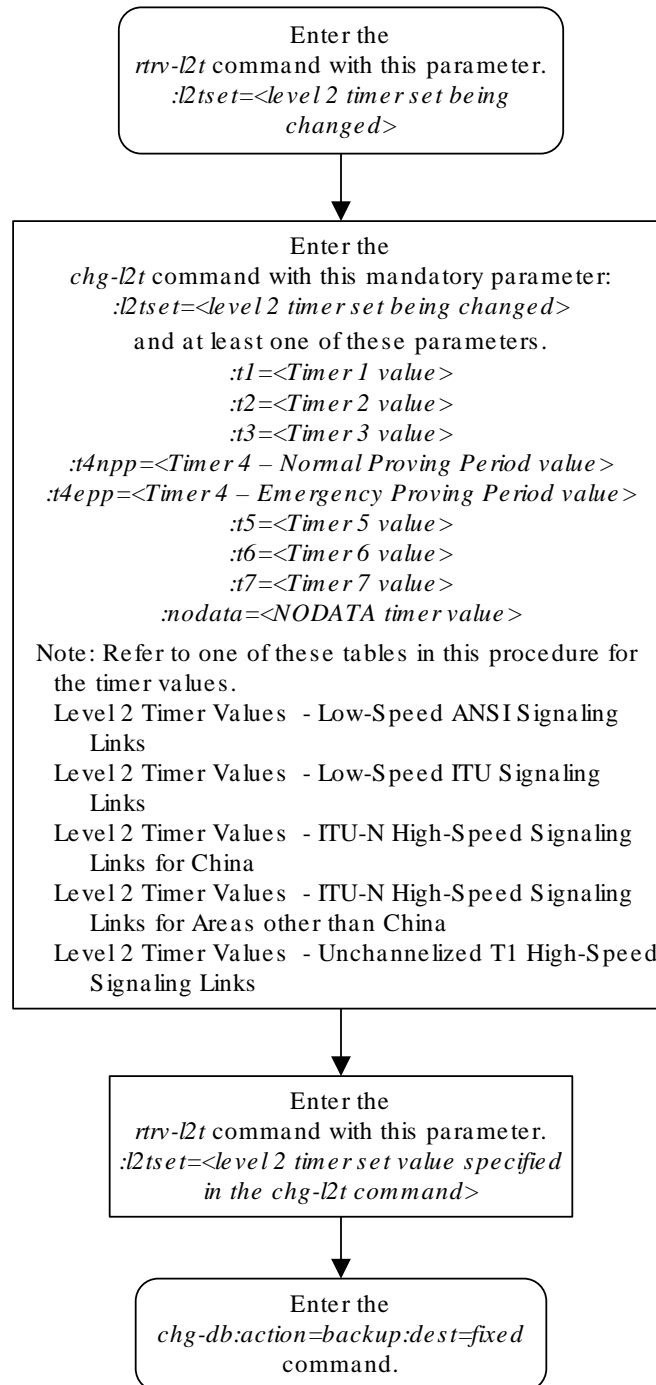 Enter the
rtrv-l2t command with this parameter.
:l2tset=<level 2 timer set being
changed>
Enter the
chg-l2t command with this mandatory parameter:
:l2tset=<level 2 timer set being changed>
and at least one of these parameters.
:t1=<Timer 1 value>
:t2=<Timer 2 value>
:t3=<Timer 3 value>
:t4npp=<Timer 4 – Normal Proving Period value>
:t4epp=<Timer 4 – Emergency Proving Period value>
:t5=<Timer 5 value>
:t6=<Timer 6 value>
:t7=<Timer 7 value>
:nodata=<NODATA timer value>
Note: Refer to one of these tables in this procedure for
the timer values.
Level 2 Timer Values - Low-Speed ANSI Signaling
Links
Level 2 Timer Values - Low-Speed ITU Signaling
Links
Level 2 Timer Values - ITU-N High-Speed Signaling
Links for China
Level 2 Timer Values - ITU-N High-Speed Signaling
Links for Areas other than China
Level 2 Timer Values - Unchannelized T1 High-Speed
Signaling Links
Enter the
rtrv-l2t command with this parameter.
:l2tset=<level 2 timer set value specified
in the chg-l2t command>
Enter the
chg-db:action=backup:dest=fixed
command.